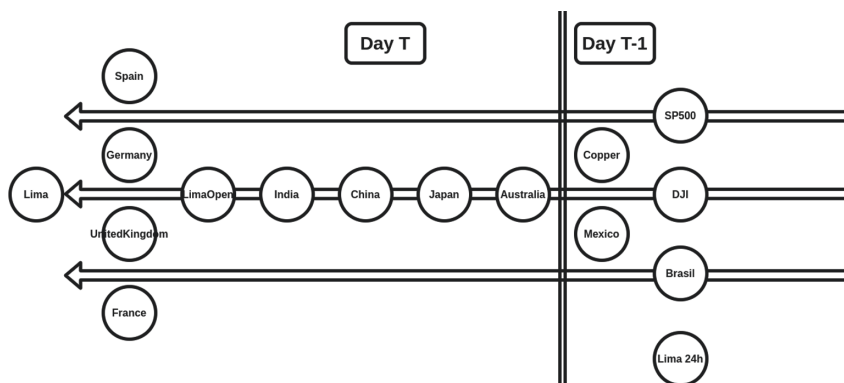 Day T
Day T-1
Spain
SP500
Germany
Copper
Lima
LimaOpen
India
China
Japan
Australia
DJI
UnitedKingdom
Mexico
Brasil
France
Lima 24h